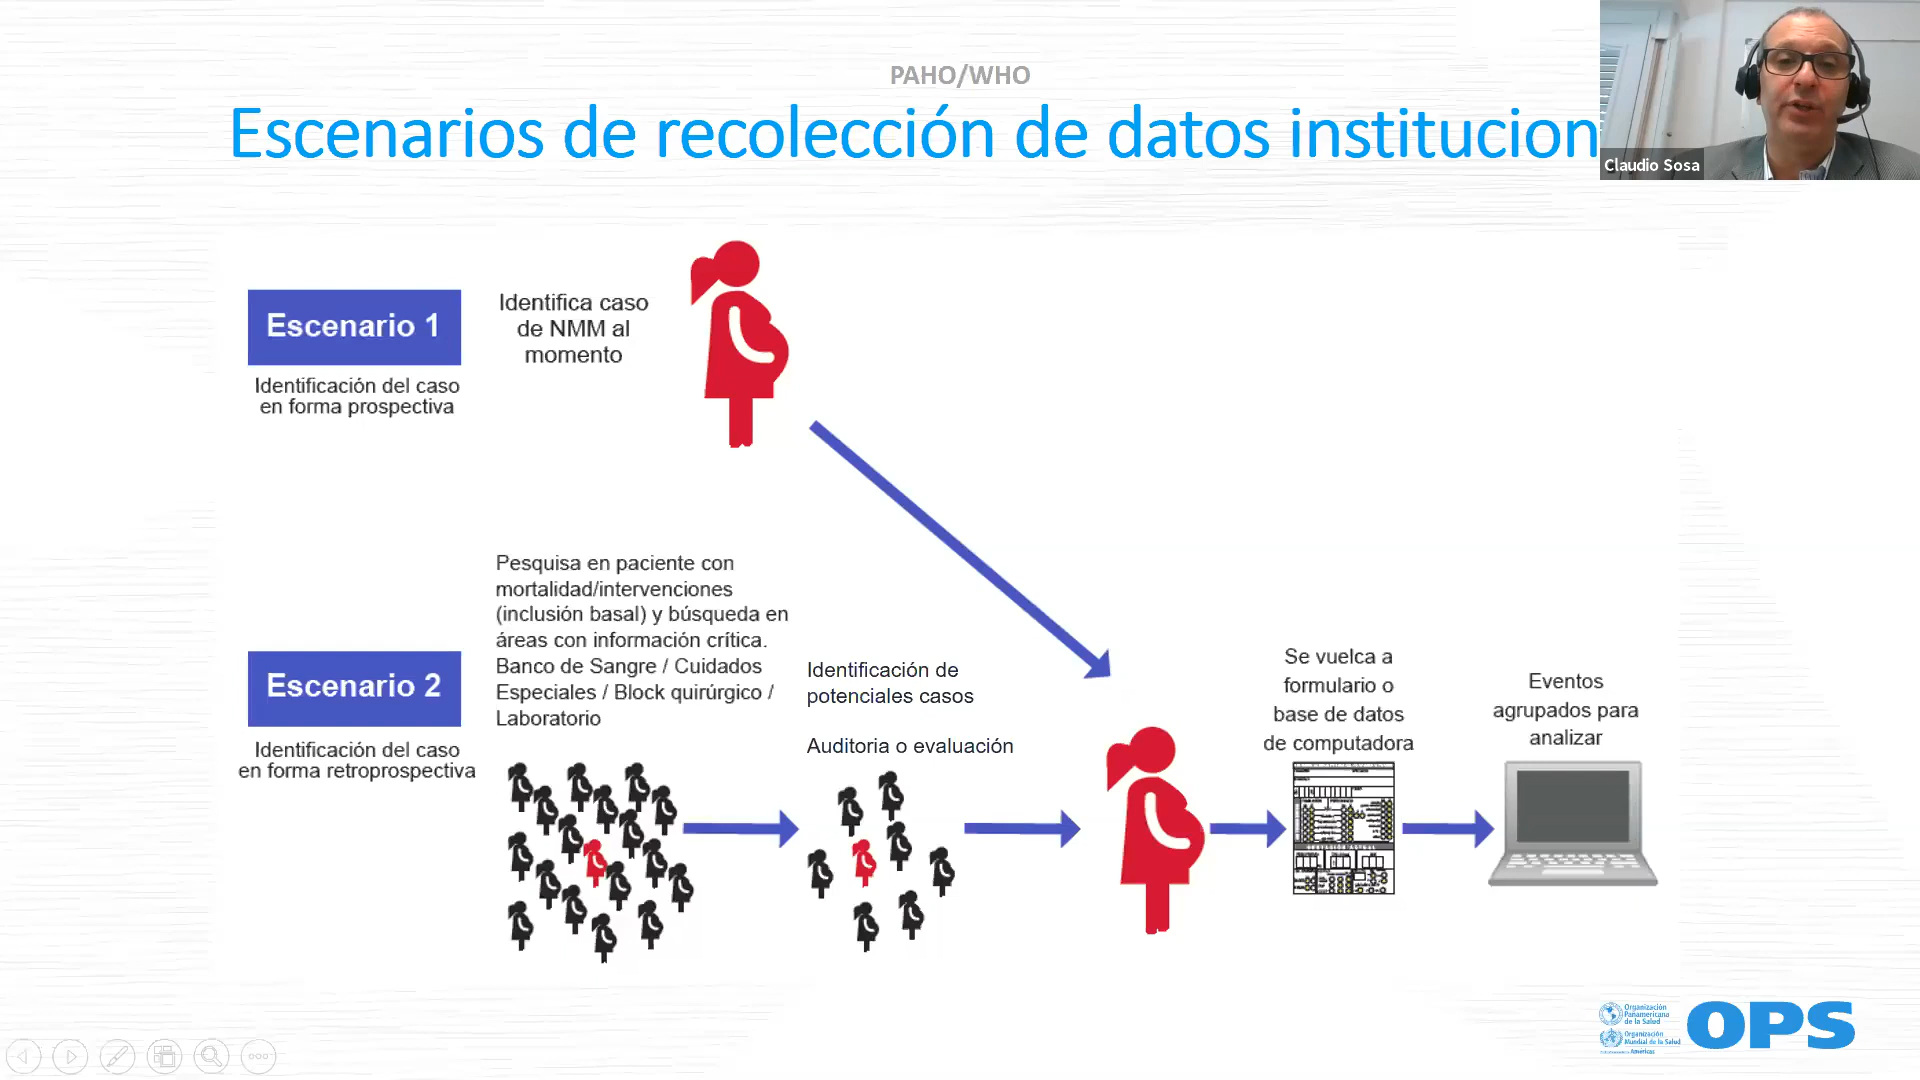 PAHO/WHO
Escenarios de recolección de datos institucion
Claudio Sosa
Escenario 1
Identificación del caso
en forma prospectiva
Identifica caso
de NMM al
momento
Escenario 2
Identificación del caso
en forma retroprospectiva
Pesquisa en paciente con
mortalidad/intervenciones
(inclusión basal) y búsqueda en
áreas con información crítica.
Banco de Sangre / Cuidados
Especiales / Block quirúrgico /
Laboratorio
Identificación de
potenciales casos
Auditoria o evaluación
Se vuelca a
formulario o
base de datos
de computadora
Eventos
agrupados para
analizar
Organización
Panamericana
de la Salud
Organización
Mundial de la Salud
Américas
OPS